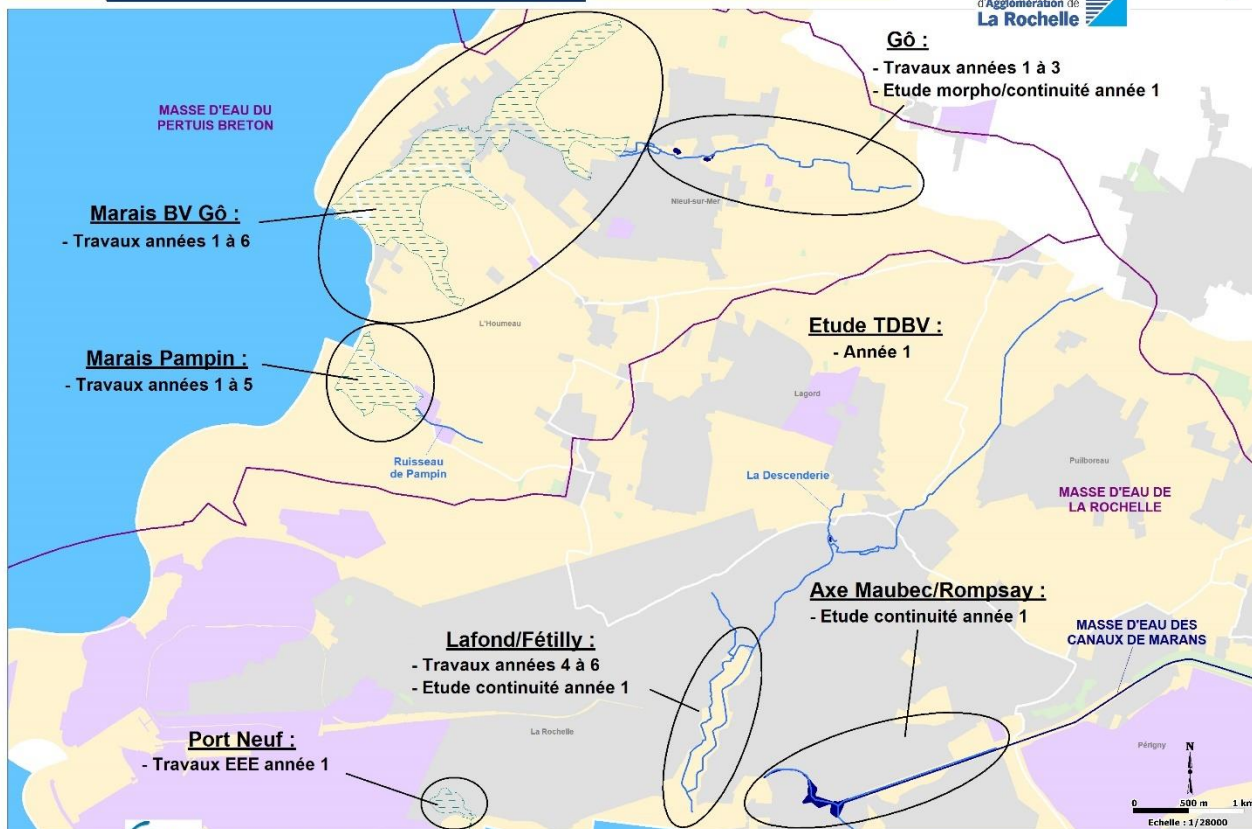 d'Agglomération de
La Rochelle
Gô :
- Travaux années 1 à 3
- Etude morpho/continuité année 1
MASSE D'EAU DU
PERTUIS BRETON
Nieul-sur-Mer
Marais BV Gô :
- Travaux années 1 à 6
L'Houmeau
Etude TDBV :
- Année 1
Marais Pampin :
- Travaux années 1 à 5
Lagord
Ruisseau
de Pampin
Puilboreau
La Descenderie
MASSE D'EAU DE
LA ROCHELLE
Axe Maubec/Rompsay :
- Etude continuité année 1
MASSE D'EAU DES
CANAUX DE MARANS
Lafond/Fétilly :
- Travaux années 4 à 6
- Etude continuité année 1
La Rochelle
Port Neuf :
- Travaux EEE année 1
Périgny
N
0 500 m 1 km
Echelle : 1/28000